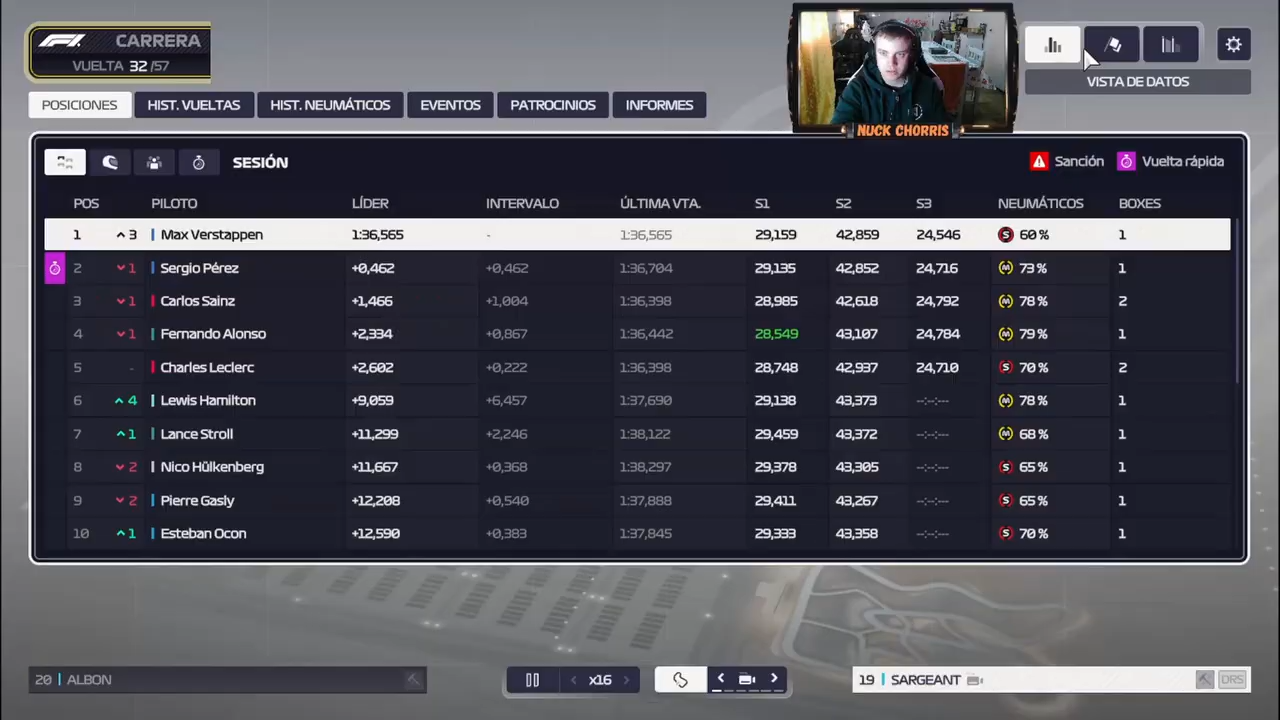 F1 CARRERA
VUELTA 32/57
NUCK CHORRIS
VISTA DE DATOS
POSICIONES HIST. VUELTAS HIST. NEUMÁTICOS EVENTOS PATROCINIOS INFORMES
SESIÓN Sanción Vuelta rápida
POS PILOTO LÍDER INTERVALO ÚLTIMA VTA. S1 S2 S3 NEUMÁTICOS BOXES
1 3 Max Verstappen 1:36,565 - 1:36,565 29,159 42,859 24,546 S 60 % 1
2 1 Sergio Pérez +0,462 +0,462 1:36,704 29,135 42,852 24,716 M 73 % 1
3 1 Carlos Sainz +1,466 +1,004 1:36,398 28,985 42,618 24,792 M 78 % 2
4 1 Fernando Alonso +2,334 +0,867 1:36,442 28,549 43,107 24,784 M 79 % 1
5 - Charles Leclerc +2,602 +0,222 1:36,398 28,748 42,937 24,710 S 70 % 2
6 4 Lewis Hamilton +9,059 +6,457 1:37,690 29,138 43,373 --:--:--- M 78 % 1
7 1 Lance Stroll +11,299 +2,246 1:38,122 29,459 43,372 --:--:--- M 68 % 1
8 2 Nico Hülkenberg +11,667 +0,368 1:38,297 29,378 43,305 --:--:--- S 65 % 1
9 2 Pierre Gasly +12,208 +0,540 1:37,888 29,411 43,267 --:--:--- S 65 % 1
10 1 Esteban Ocon +12,590 +0,383 1:37,845 29,333 43,358 --:--:--- S 70 % 1
20 ALBON x16 19 SARGEANT DRS